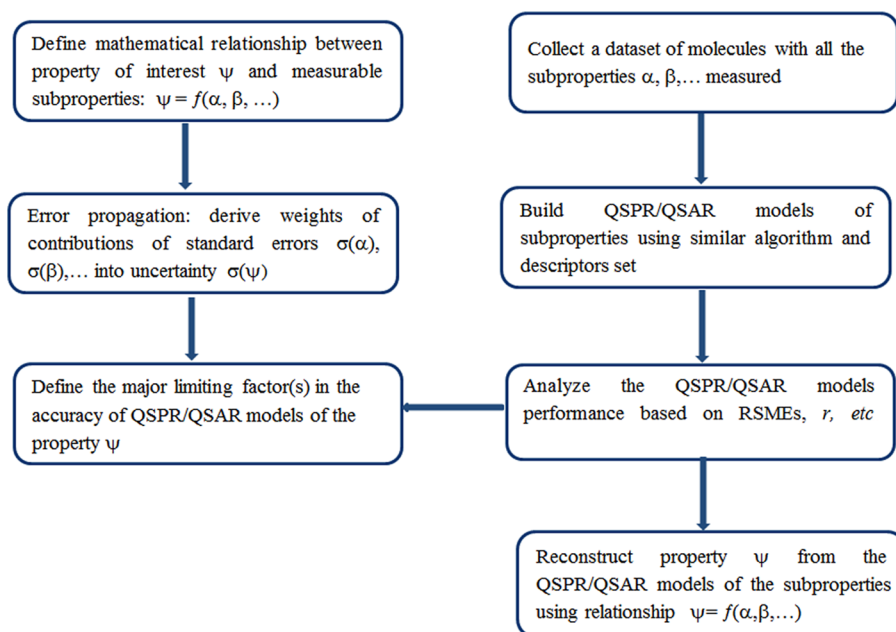 Define mathematical relationship between
property of interest ψ and measurable
subproperties: ψ = f(α, β, …)
Error propagation: derive weights of
contributions of standard errors σ(α),
σ(β),… into uncertainty σ(ψ)
Define the major limiting factor(s) in the
accuracy of QSPR/QSAR models of the
property ψ
Collect a dataset of molecules with all the
subproperties α, β,… measured
Build QSPR/QSAR models of
subproperties using similar algorithm and
descriptors set
Analyze the QSPR/QSAR models
performance based on RSMEs, r, etc
Reconstruct property ψ from the
QSPR/QSAR models of the subproperties
using relationship ψ= f(α,β,…)